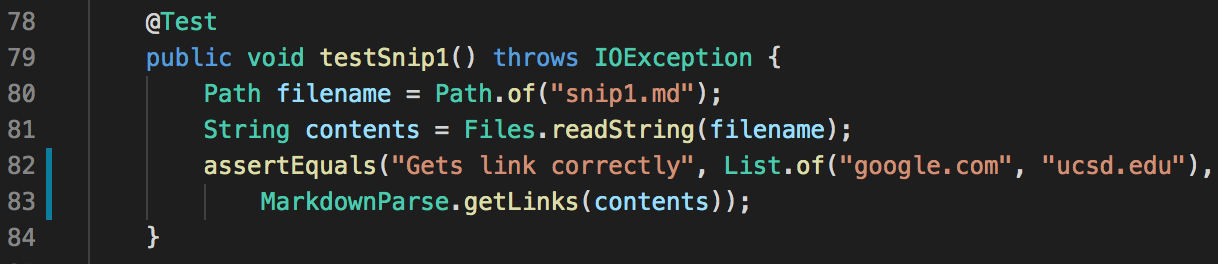 78 @Test
79 public void testSnip1() throws IOException {
80 Path filename = Path.of("snip1.md");
81 String contents = Files.readString(filename);
82 assertEquals("Gets link correctly", List.of("google.com", "ucsd.edu"),
83 MarkdownParse.getLinks(contents));
84 }